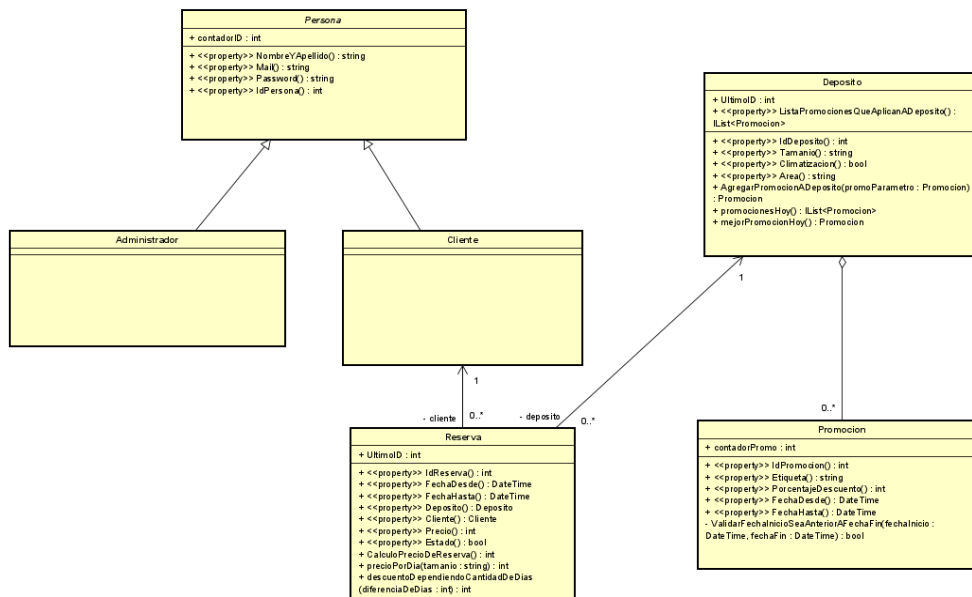 Persona
+ contadorID : int
+ <<property>> NombreYApellido() : string
+ <<property>> Mail() : string
+ <<property>> Password() : string
+ <<property>> IdPersona() : int
Deposito
+ UltimoID : int
+ <<property>> ListaPromocionesQueAplicanADeposito() :
IList<Promocion>
+ <<property>> IdDeposito() : int
+ <<property>> Tamanio() : string
+ <<property>> Climatizacion() : bool
+ <<property>> Area() : string
+ AgregarPromocionADeposito(promoParametro : Promocion)
: Promocion
+ promocionesHoy() : IList<Promocion>
+ mejorPromocionHoy() : Promocion
Administrador
Cliente
1
1
- cliente
0..*
- deposito
0..*
0..*
Reserva
+ UltimoID : int
+ <<property>> IdReserva() : int
+ <<property>> FechaDesde() : DateTime
+ <<property>> FechaHasta() : DateTime
+ <<property>> Deposito() : Deposito
+ <<property>> Cliente() : Cliente
+ <<property>> Precio() : int
+ <<property>> Estado() : bool
+ CalculoPrecioDeReserva() : int
+ precioPorDia(tamanio : string) : int
+ descuentoDependiendoCantidadDeDias
(diferenciaDeDias : int) : int
Promocion
+ contadorPromo : int
+ <<property>> IdPromocion() : int
+ <<property>> Etiqueta() : string
+ <<property>> PorcentajeDescuento() : int
+ <<property>> FechaDesde() : DateTime
+ <<property>> FechaHasta() : DateTime
- ValidarFechaInicioSeaAnteriorAFechaFin(fechaInicio :
DateTime, fechaFin : DateTime) : bool